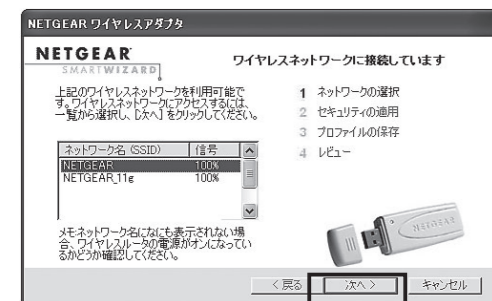 NETGEAR ワイヤレスアダプタ
NETGEAR
SMARTWIZARD
ワイヤレスネットワークに接続しています
上記のワイヤレスネットワークを利用可能で
す。ワイヤレスネットワークにアクセスするには、
一覧から選択し、[次へ] をクリックしてください。
1 ネットワークの選択
2 セキュリティの適用
3 プロファイルの保存
4 レビュー
ネットワーク名 (SSID) 信号
NETGEAR 100%
NETGEAR_11g 100%
メモ:ネットワーク名になにも表示されない場
合、ワイヤレスルータの電源がオンになってい
るかどうか確認してください。
NETGEAR
< 戻る
次へ >
キャンセル